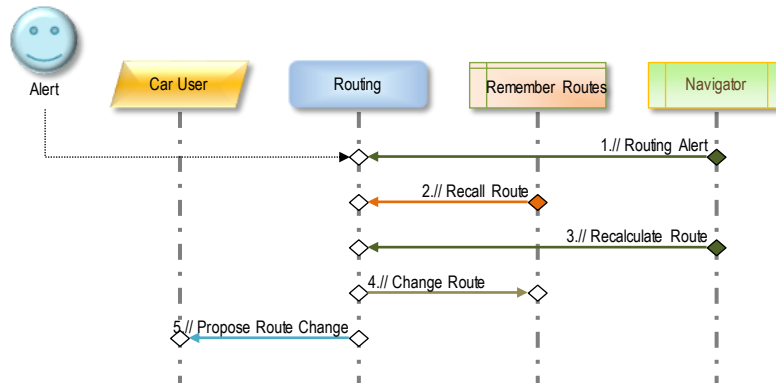 Alert
Car User
Routing
Remember Routes
Navigator
1.// Routing Alert
2.// Recall Route
3.// Recalculate Route
4.// Change Route
5.// Propose Route Change